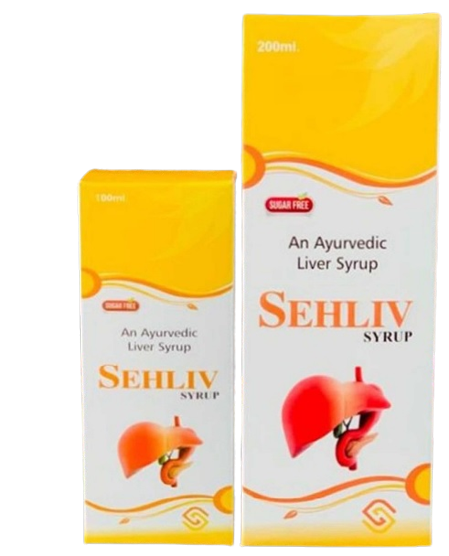 100ml.
SUGAR FREE
An Ayurvedic
Liver Syrup
SEHLIV
SYRUP
200ml.
SUGAR FREE
An Ayurvedic
Liver Syrup
SEHLIV
SYRUP